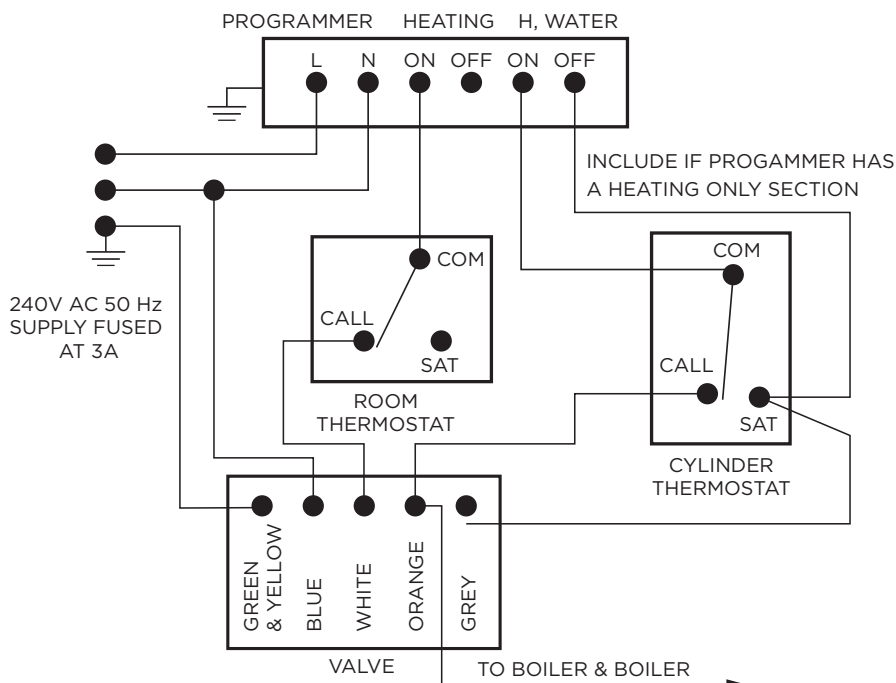 PROGRAMMER HEATING H, WATER
L N ON OFF ON OFF
INCLUDE IF PROGAMMER HAS
A HEATING ONLY SECTION
240V AC 50 Hz
SUPPLY FUSED
AT 3A
COM
CALL
SAT
ROOM
THERMOSTAT
COM
CALL
SAT
CYLINDER
THERMOSTAT
GREEN
& YELLOW
BLUE
WHITE
ORANGE
GREY
VALVE
TO BOILER & BOILER